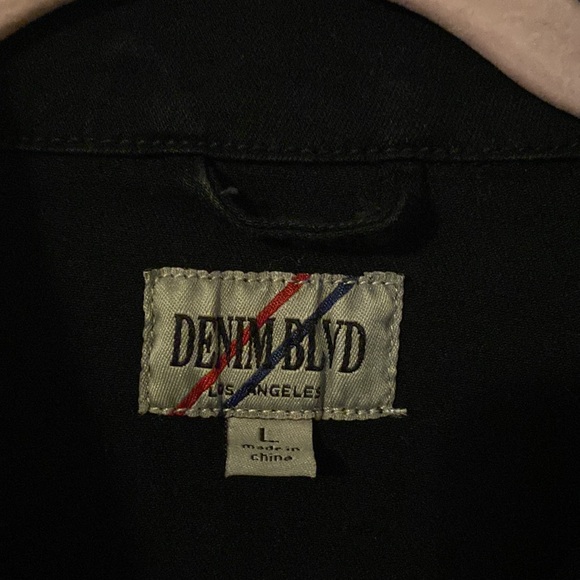 DENIM BLVD
LOS ANGELES
L
made in
china